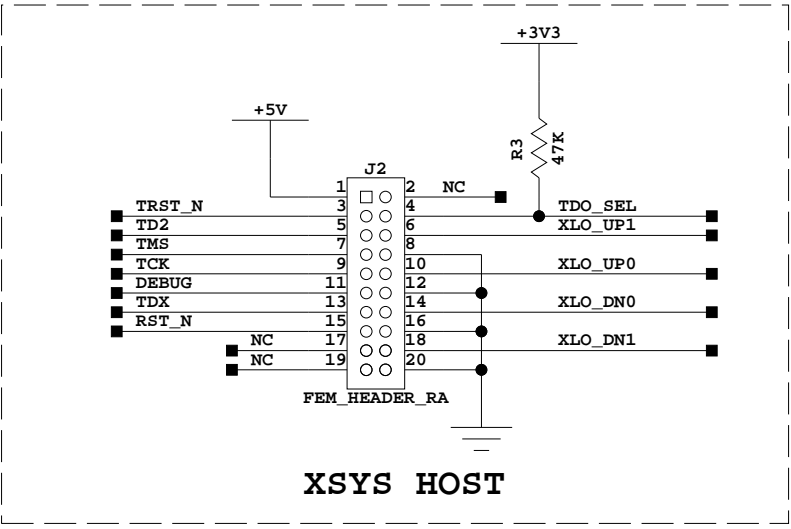 +3V3
R3
47K
+5V
J2
1 2 NC
TRST_N 3 4 TDO_SEL
TD2 5 6 XLO_UP1
TMS 7 8
TCK 9 10 XLO_UP0
DEBUG 11 12
TDX 13 14 XLO_DN0
RST_N 15 16
NC 17 18 XLO_DN1
NC 19 20
FEM_HEADER_RA
XSYS HOST